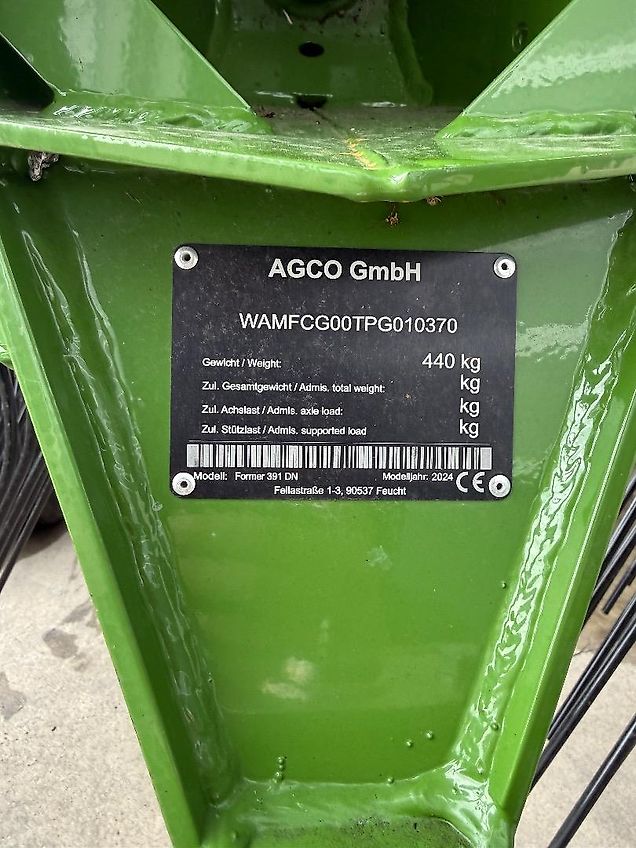 AGCO GmbH
WAMFCG00TPG010370
Gewicht / Weight: 440 kg
Zul. Gesamtgewicht / Admis. total weight: kg
Zul. Achslast / Admis. axle load: kg
Zul. Stützlast / Admis. supported load kg
Modell: Former 391 DN Modelljahr: 2024 CE
Fellastraße 1-3, 90537 Feucht